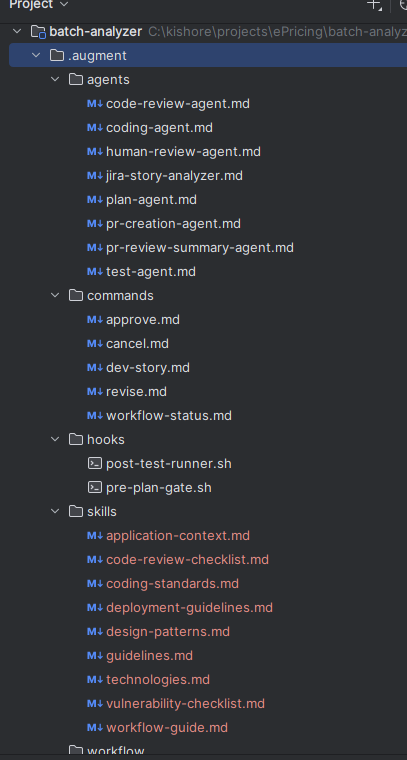 Project
batch-analyzer C:\kishore\projects\ePricing\batch-analyz
.augment
agents
M↓ code-review-agent.md
M↓ coding-agent.md
M↓ human-review-agent.md
M↓ jira-story-analyzer.md
M↓ plan-agent.md
M↓ pr-creation-agent.md
M↓ pr-review-summary-agent.md
M↓ test-agent.md
commands
M↓ approve.md
M↓ cancel.md
M↓ dev-story.md
M↓ revise.md
M↓ workflow-status.md
hooks
post-test-runner.sh
pre-plan-gate.sh
skills
M↓ application-context.md
M↓ code-review-checklist.md
M↓ coding-standards.md
M↓ deployment-guidelines.md
M↓ design-patterns.md
M↓ guidelines.md
M↓ technologies.md
M↓ vulnerability-checklist.md
M↓ workflow-guide.md
workflow